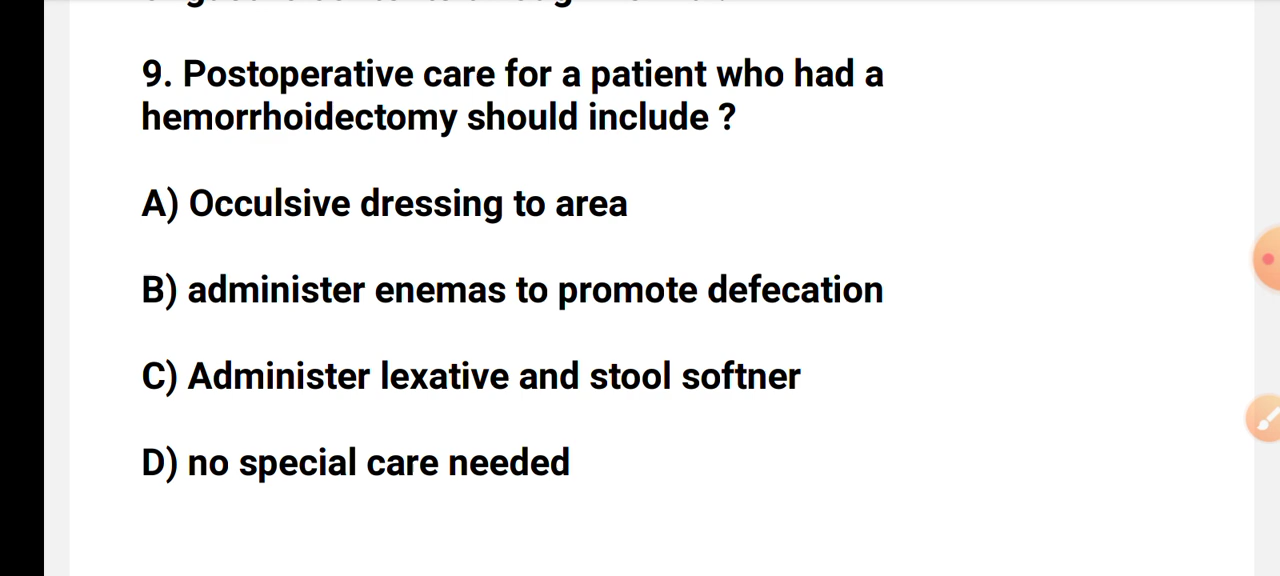 9. Postoperative care for a patient who had a
hemorrhoidectomy should include ?
A) Occulsive dressing to area
B) administer enemas to promote defecation
C) Administer lexative and stool softner
D) no special care needed